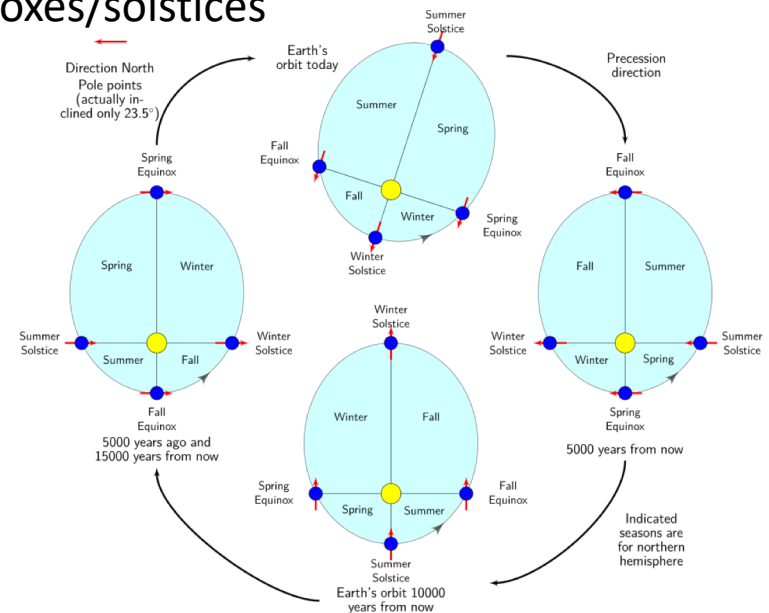 oxes/solstices
Direction North
Pole points
(actually in-
clined only 23.5°)
Earth's
orbit today
Summer
Solstice
Summer
Spring
Fall
Equinox
Fall
Winter
Spring
Equinox
Winter
Solstice
Precession
direction
Spring
Equinox
Spring
Winter
Summer
Solstice
Winter
Solstice
Summer
Fall
Fall
Equinox
5000 years ago and
15000 years from now
Fall
Equinox
Fall
Summer
Winter
Solstice
Summer
Solstice
Winter
Spring
Spring
Equinox
5000 years from now
Winter
Solstice
Winter
Fall
Spring
Equinox
Fall
Equinox
Spring
Summer
Summer
Solstice
Earth's orbit 10000
years from now
Indicated
seasons are
for northern
hemisphere